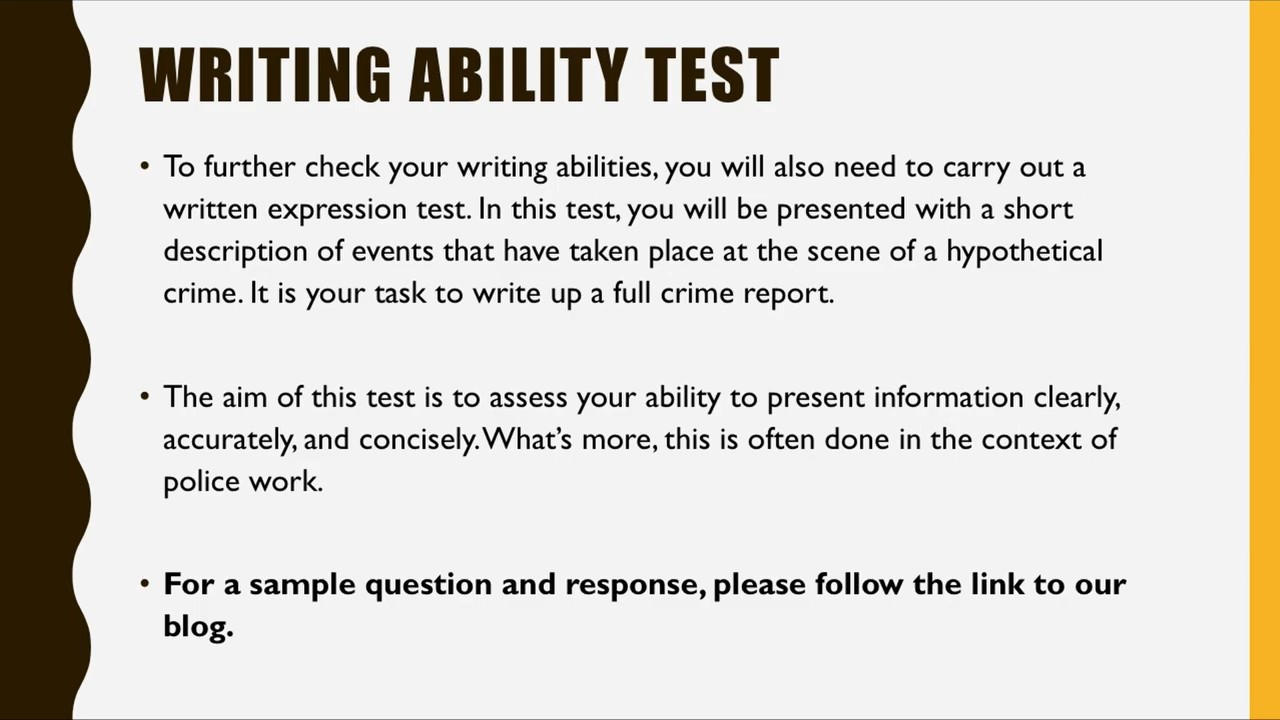 WRITING ABILITY TEST
• To further check your writing abilities, you will also need to carry out a
written expression test. In this test, you will be presented with a short
description of events that have taken place at the scene of a hypothetical
crime. It is your task to write up a full crime report.
• The aim of this test is to assess your ability to present information clearly,
accurately, and concisely. What’s more, this is often done in the context of
police work.
• For a sample question and response, please follow the link to our
blog.